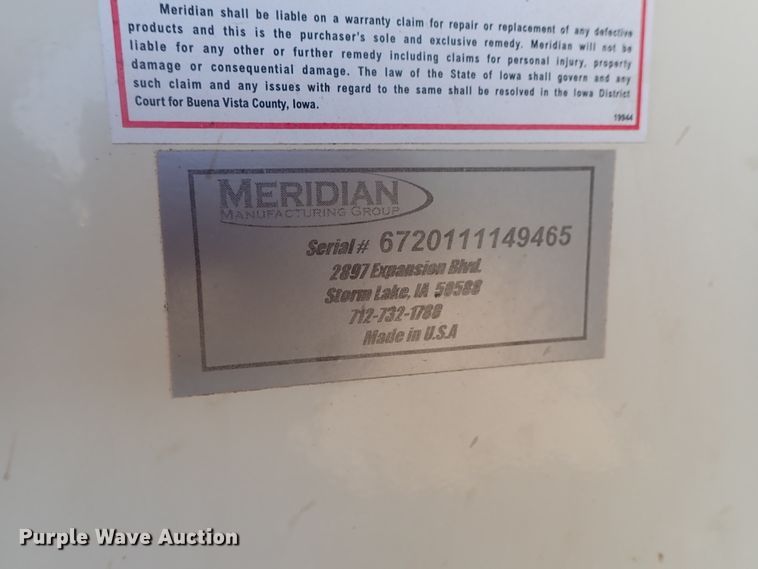 Meridian shall be liable on a warranty claim for repair or replacement of any defective
products and this is the purchaser's sole and exclusive remedy. Meridian will not be
liable for any other or further remedy including claims for personal injury, property
damage or consequential damage. The law of the State of Iowa shall govern and any
such claim and any issues with regard to the same shall be resolved in the Iowa District
Court for Buena Vista County, Iowa.
19944
MERIDIAN
MANUFACTURING GROUP
Serial # 6720111149465
2897 Expansion Blvd.
Storm Lake, IA 50588
712-732-1780
Made in U.S.A
Purple Wave Auction